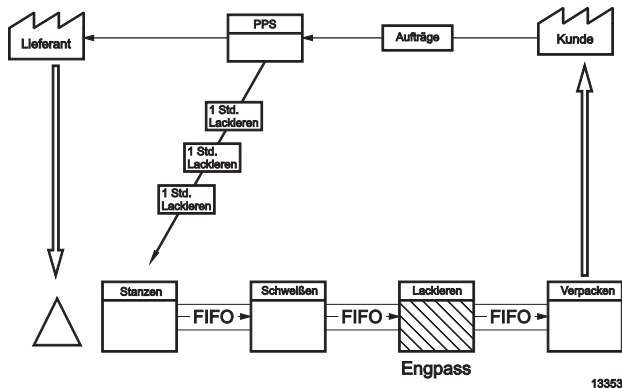 Lieferant
PPS
Aufträge
Kunde
1 Std.
Lackieren
1 Std.
Lackieren
1 Std.
Lackieren
Stanzen
FIFO
Schweißen
FIFO
Lackieren
FIFO
Verpacken
Engpass
13353